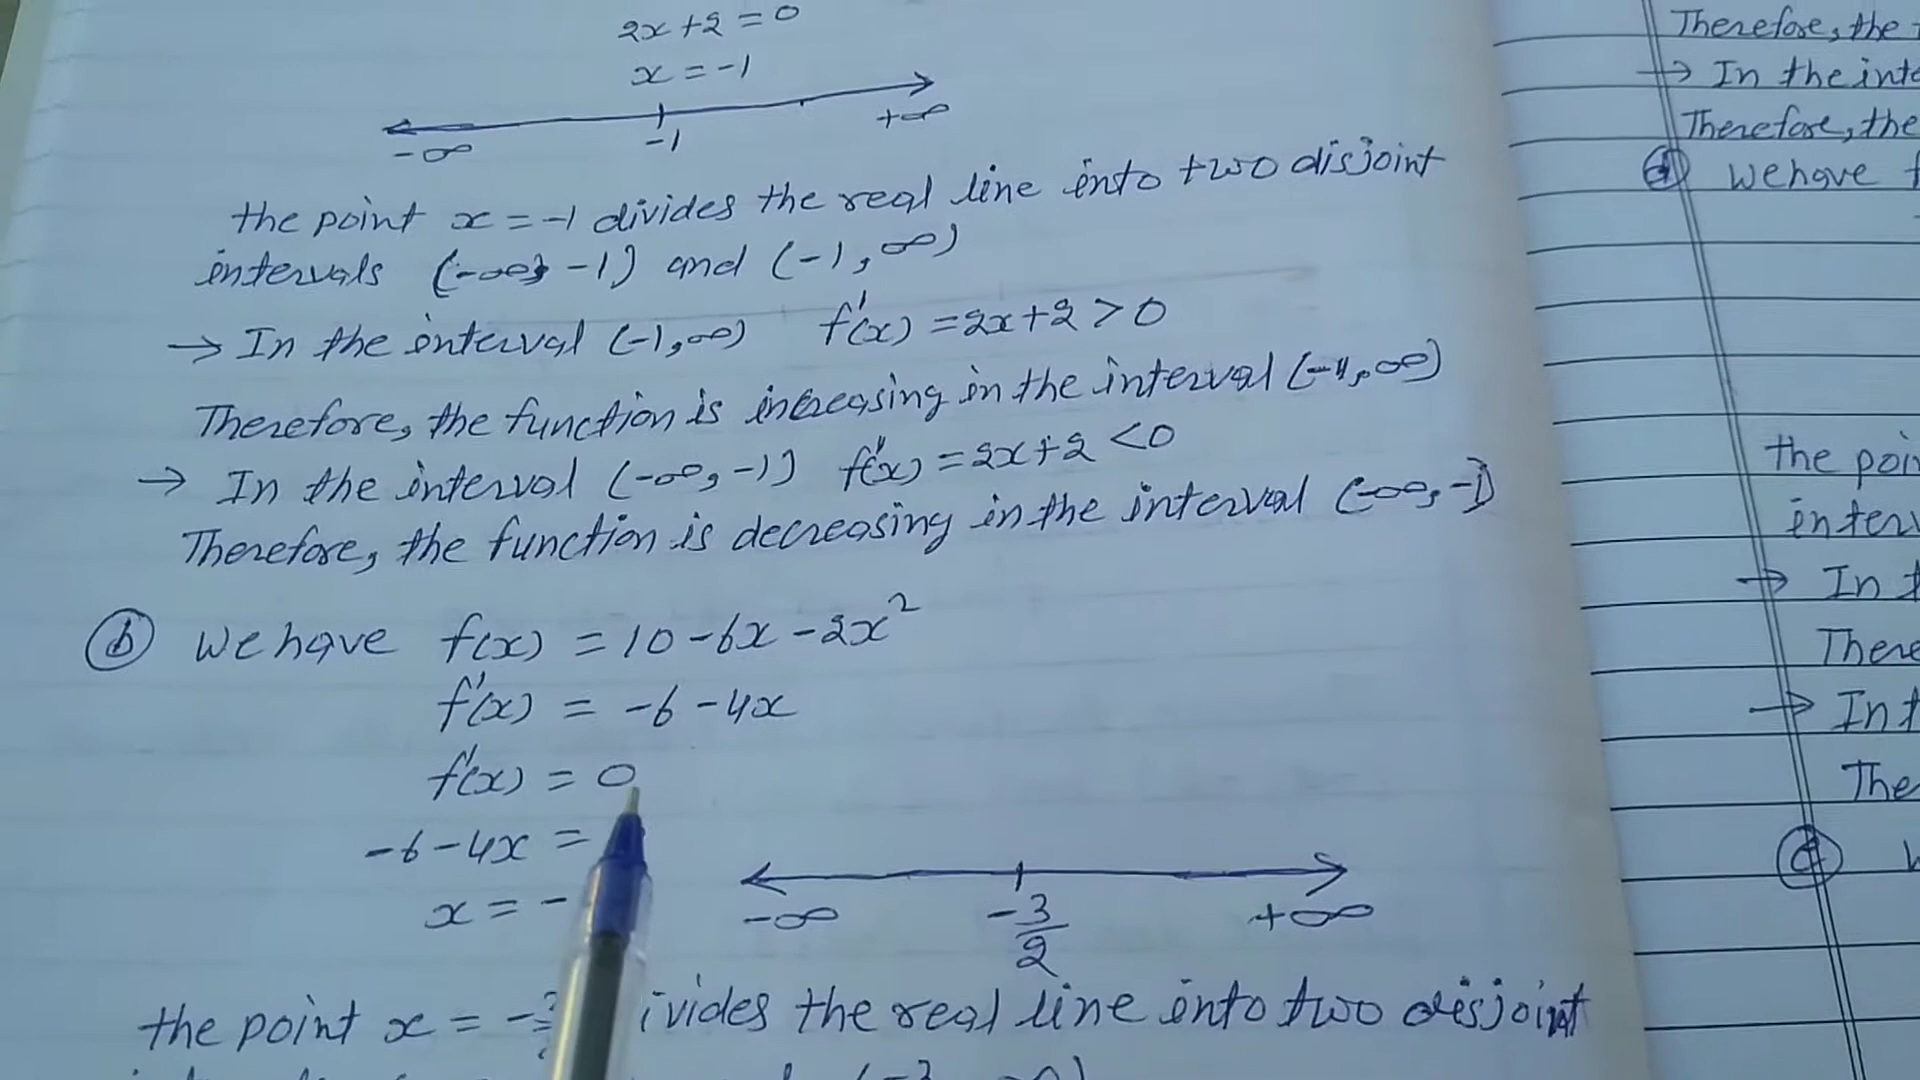 2x+2=0
x=-1
-∞ -1 +∞
the point x=-1 divides the real line into two disjoint
intervals (-∞, -1) and (-1, ∞)
→ In the interval (-1,∞) f'(x) = 2x+2 > 0
Therefore, the function is increasing in the interval (-1, ∞)
→ In the interval (-∞, -1) f'(x) = 2x+2 <0
Therefore, the function is decreasing in the interval (-∞, -1)
(b) we have f(x) = 10-6x-2x²
f'(x) = -6-4x
f'(x) = 0
-6-4x =
x = -
-∞ -3/2 +∞
the point x = -3 ivides the real line into two disjoint
Therefore, the
→ In the inte
Therefore, the
(d) we have f
the poin
interv
→ In t
There
→ In t
The